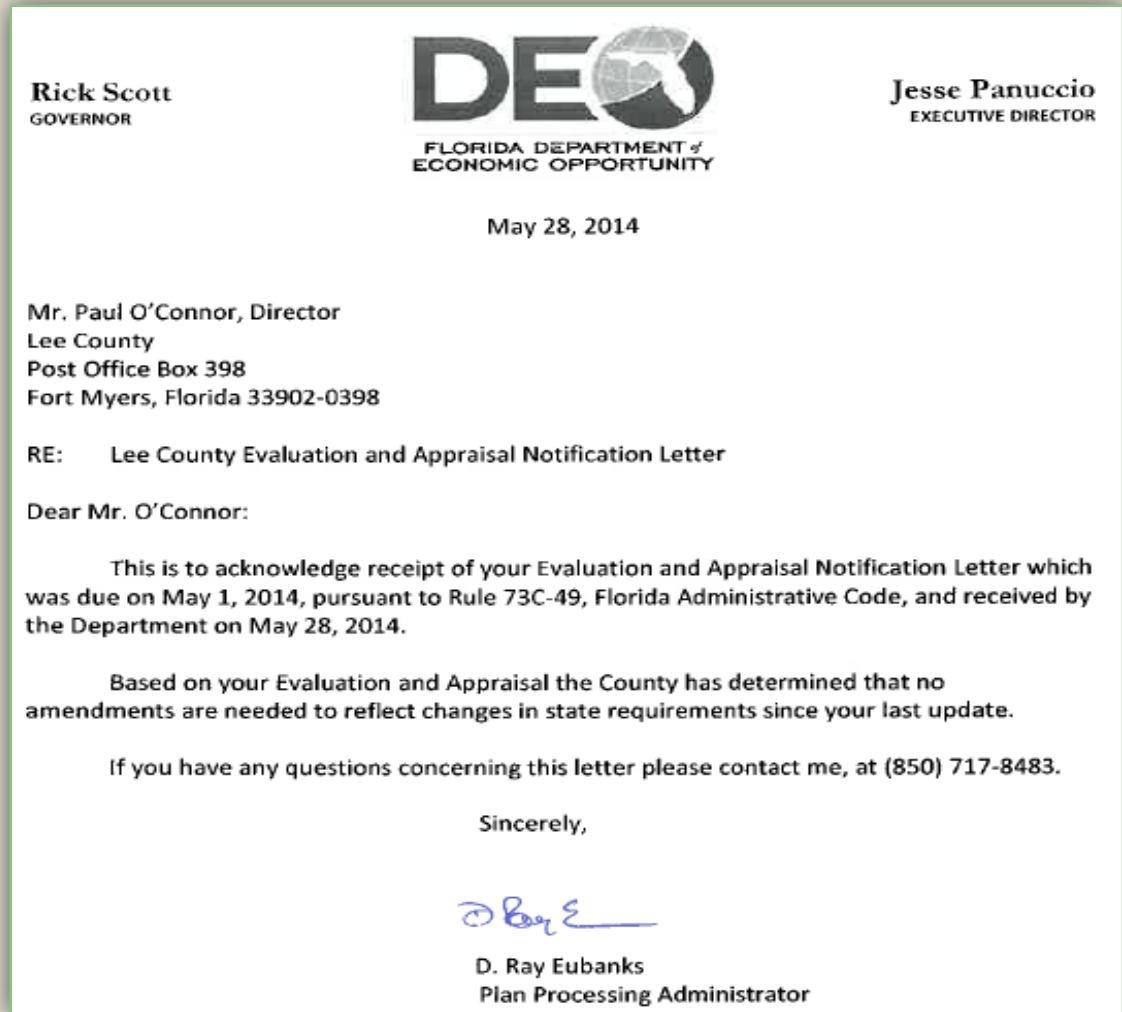 Rick Scott
GOVERNOR
DEO
FLORIDA DEPARTMENT of
ECONOMIC OPPORTUNITY
Jesse Panuccio
EXECUTIVE DIRECTOR
May 28, 2014
Mr. Paul O'Connor, Director
Lee County
Post Office Box 398
Fort Myers, Florida 33902-0398
RE: Lee County Evaluation and Appraisal Notification Letter
Dear Mr. O'Connor:
This is to acknowledge receipt of your Evaluation and Appraisal Notification Letter which
was due on May 1, 2014, pursuant to Rule 73C-49, Florida Administrative Code, and received by
the Department on May 28, 2014.
Based on your Evaluation and Appraisal the County has determined that no
amendments are needed to reflect changes in state requirements since your last update.
If you have any questions concerning this letter please contact me, at (850) 717-8483.
Sincerely,
D Ray E
D. Ray Eubanks
Plan Processing Administrator